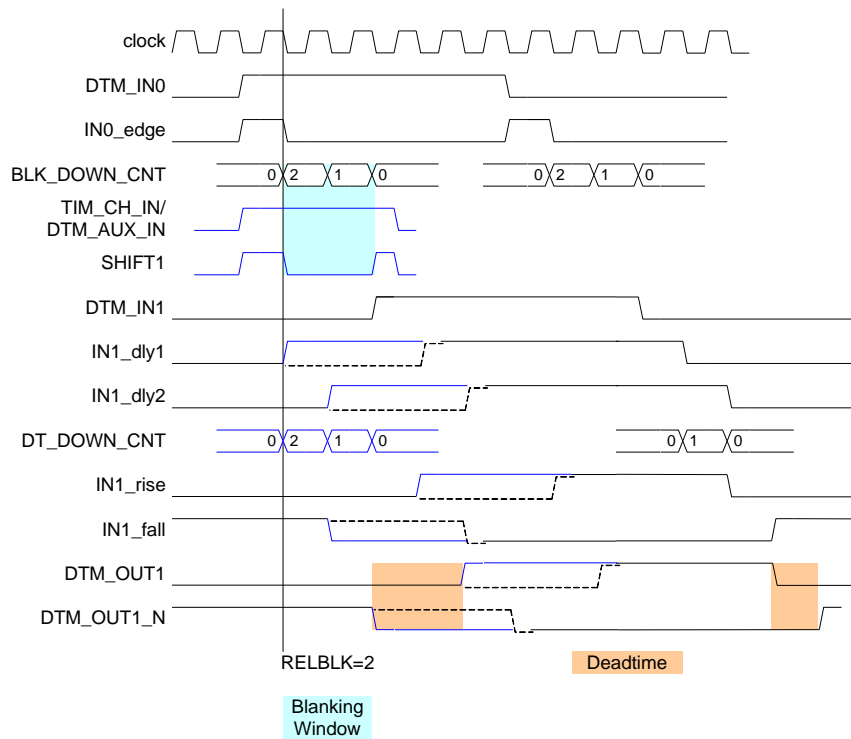 clock
DTM_IN0
IN0_edge
BLK_DOWN_CNT 0 2 1 0 0 2 1 0
TIM_CH_IN/
DTM_AUX_IN
SHIFT1
DTM_IN1
IN1_dly1
IN1_dly2
DT_DOWN_CNT 0 2 1 0 0 1 0
IN1_rise
IN1_fall
DTM_OUT1
DTM_OUT1_N
RELBLK=2 Deadtime
Blanking
Window